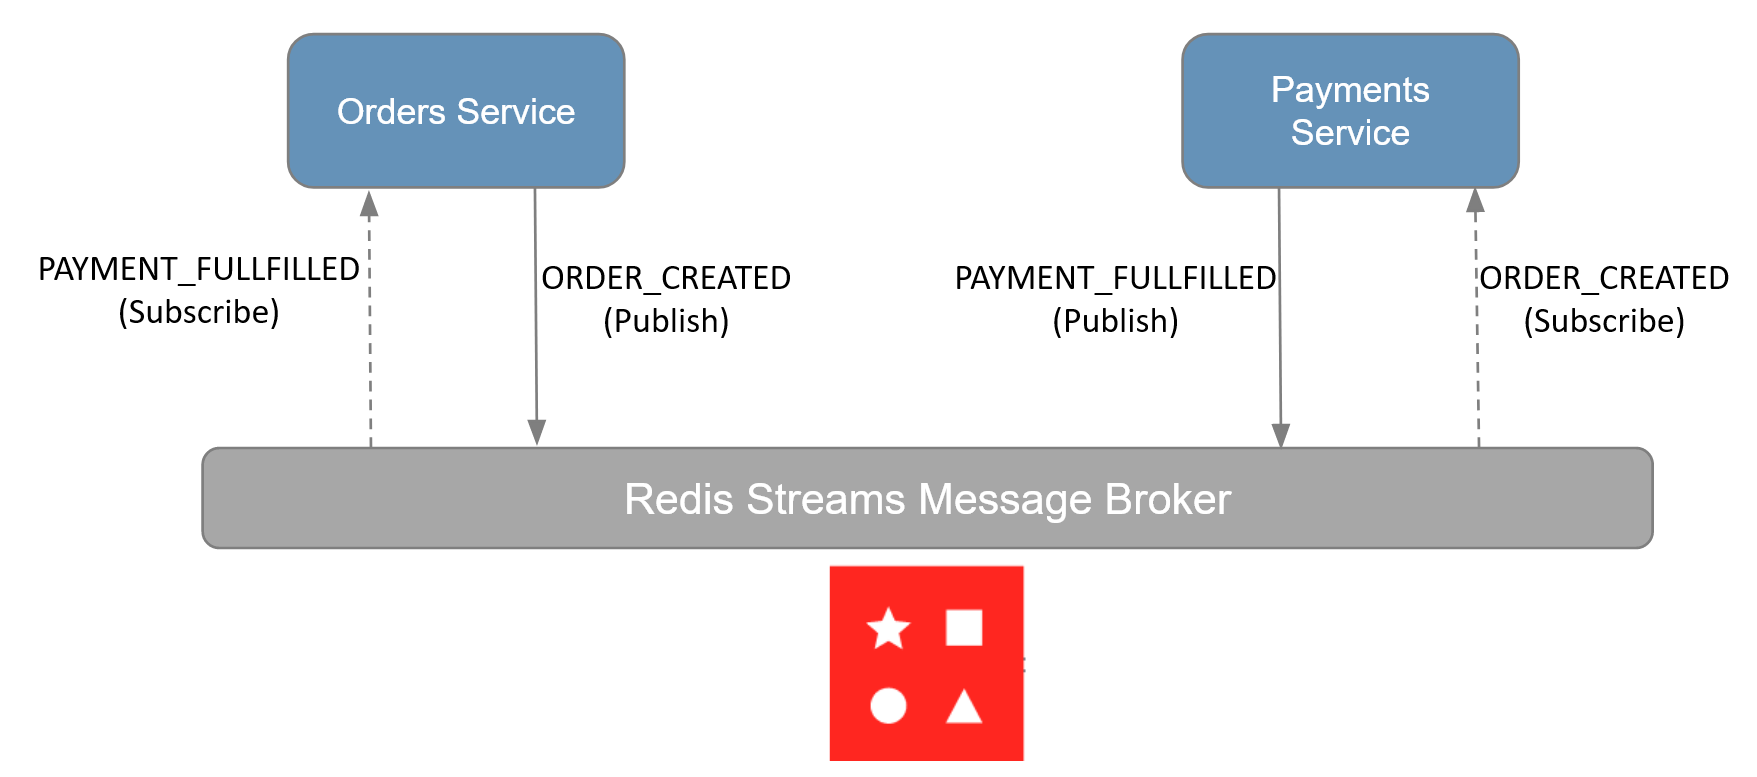 Orders Service
Payments
Service
PAYMENT_FULLFILLED
(Subscribe)
ORDER_CREATED
(Publish)
PAYMENT_FULLFILLED
(Publish)
ORDER_CREATED
(Subscribe)
Redis Streams Message Broker